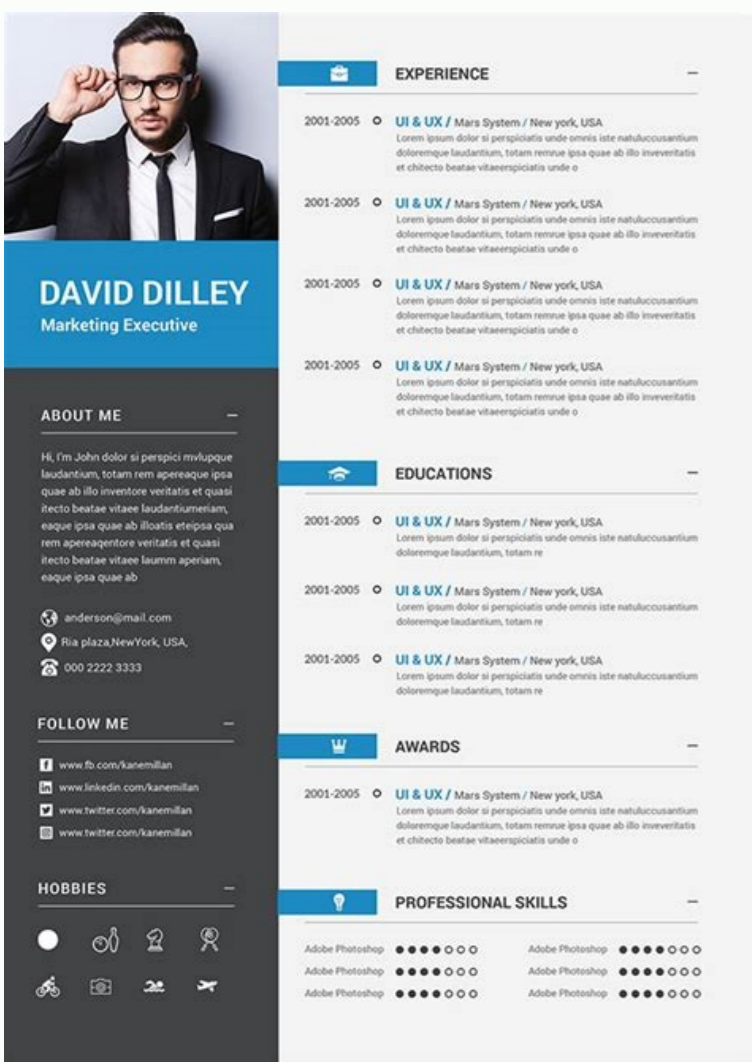 DAVID DILLEY
Marketing Executive
ABOUT ME
Hi, I'm John dolor si perspici mvlupque
laudantium, totam rem apereaque ipsa
quae ab illo inventore veritatis et quasi
itecto beatae vitaee laudantiumeriam,
eaque ipsa quae ab illoatis eteipsa qua
rem apereaqentore veritatis et quasi
itecto beatae vitaee laumm aperiam,
eaque ipsa quae ab
anderson@mail.com
Ria plaza,NewYork, USA,
000 2222 3333
FOLLOW ME
www.fb.com/kanemillan
www.linkedin.com/kanemillan
www.twitter.com/kanemillan
www.twitter.com/kanemillan
HOBBIES
EXPERIENCE
2001-2005 UI & UX / Mars System / New york, USA
Lorem ipsum dolor si perspiciatis unde omnis iste natuluccusantium
doloremque laudantium, totam remrue ipsa quae ab illo inveveritatis
et chitecto beatae vitaeerspiciatis unde o
2001-2005 UI & UX / Mars System / New york, USA
Lorem ipsum dolor si perspiciatis unde omnis iste natuluccusantium
doloremque laudantium, totam remrue ipsa quae ab illo inveveritatis
et chitecto beatae vitaeerspiciatis unde o
2001-2005 UI & UX / Mars System / New york, USA
Lorem ipsum dolor si perspiciatis unde omnis iste natuluccusantium
doloremque laudantium, totam remrue ipsa quae ab illo inveveritatis
et chitecto beatae vitaeerspiciatis unde o
2001-2005 UI & UX / Mars System / New york, USA
Lorem ipsum dolor si perspiciatis unde omnis iste natuluccusantium
doloremque laudantium, totam remrue ipsa quae ab illo inveveritatis
et chitecto beatae vitaeerspiciatis unde o
EDUCATIONS
2001-2005 UI & UX / Mars System / New york, USA
Lorem ipsum dolor si perspiciatis unde omnis iste natuluccusantium
doloremque laudantium, totam re
2001-2005 UI & UX / Mars System / New york, USA
Lorem ipsum dolor si perspiciatis unde omnis iste natuluccusantium
doloremque laudantium, totam re
2001-2005 UI & UX / Mars System / New york, USA
Lorem ipsum dolor si perspiciatis unde omnis iste natuluccusantium
doloremque laudantium, totam re
AWARDS
2001-2005 UI & UX / Mars System / New york, USA
Lorem ipsum dolor si perspiciatis unde omnis iste natuluccusantium
doloremque laudantium, totam remrue ipsa quae ab illo inveveritatis
et chitecto beatae vitaeerspiciatis unde o
PROFESSIONAL SKILLS
Adobe Photoshop Adobe Photoshop
Adobe Photoshop Adobe Photoshop
Adobe Photoshop Adobe Photoshop